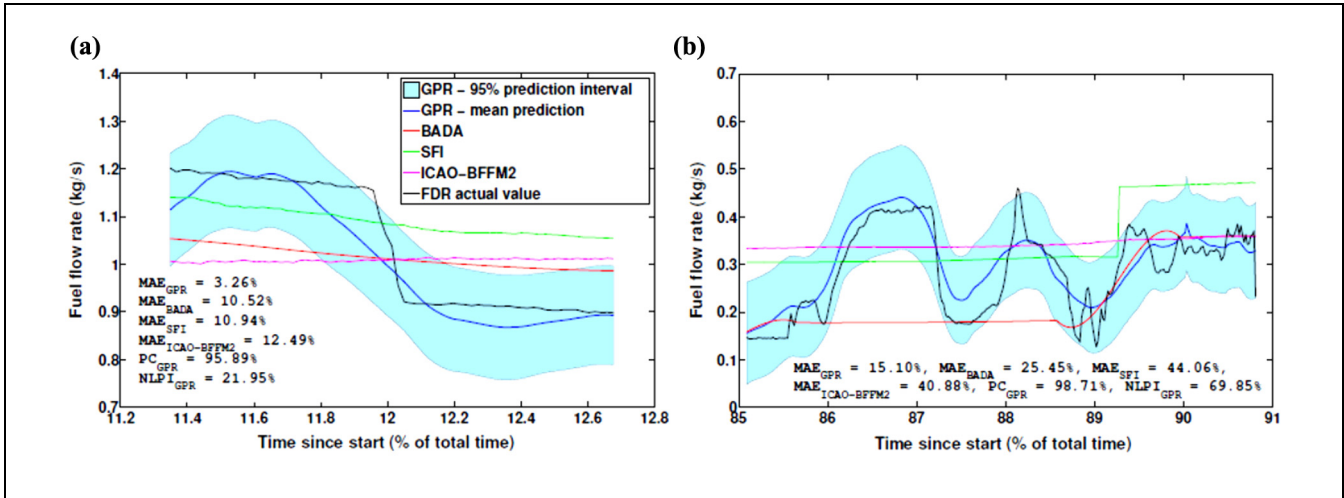 (a)
1.4
1.3
1.2
1.1
1
0.9
0.8
0.7
Fuel flow rate (kg/s)
GPR – 95% prediction interval
GPR – mean prediction
BADA
SFI
ICAO–BFFM2
FDR actual value
MAE_GPR = 3.26%
MAE_BADA = 10.52%
MAE_SFI = 10.94%
MAE_ICAO-BFFM2 = 12.49%
PC_GPR = 95.89%
NLPI_GPR = 21.95%
11.2 11.4 11.6 11.8 12.0 12.2 12.4 12.6 12.8
Time since start (% of total time)
(b)
0.7
0.6
0.5
0.4
0.3
0.2
0.1
0
Fuel flow rate (kg/s)
MAE_GPR = 15.10%, MAE_BADA = 25.45%, MAE_SFI = 44.06%,
MAE_ICAO-BFFM2 = 40.88%, PC_GPR = 98.71%, NLPI_GPR = 69.85%
85 86 87 88 89 90 91
Time since start (% of total time)